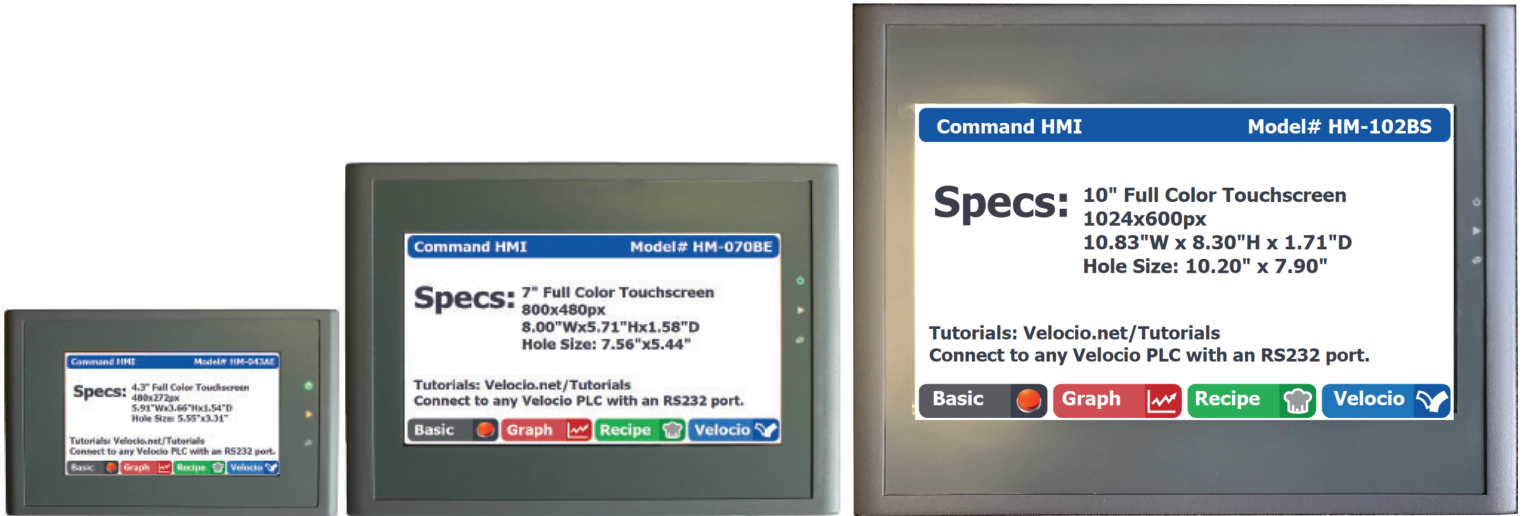 Command HMI Model# HM-043AE
Specs: 4.3" Full Color Touchscreen
480x272px
5.91"Wx3.66"Hx1.54"D
Hole Size: 5.55"x3.31"
Tutorials: Velocio.net/Tutorials
Connect to any Velocio PLC with an RS232 port.
Basic Graph Recipe Velocio
Command HMI Model# HM-070BE
Specs: 7" Full Color Touchscreen
800x480px
8.00"Wx5.71"Hx1.58"D
Hole Size: 7.56"x5.44"
Tutorials: Velocio.net/Tutorials
Connect to any Velocio PLC with an RS232 port.
Basic Graph Recipe Velocio
Command HMI Model# HM-102BS
Specs: 10" Full Color Touchscreen
1024x600px
10.83"W x 8.30"H x 1.71"D
Hole Size: 10.20" x 7.90"
Tutorials: Velocio.net/Tutorials
Connect to any Velocio PLC with an RS232 port.
Basic Graph Recipe Velocio